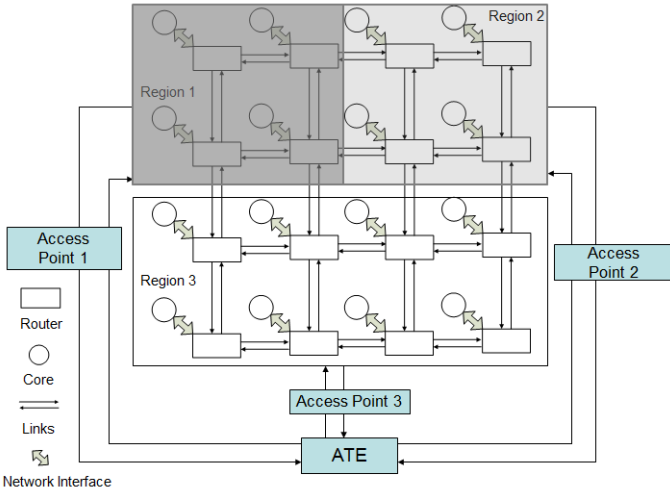 Region 2
Region 1
Access
Point 1
Access
Point 2
Region 3
Router
Core
Access Point 3
Links
ATE
Network Interface